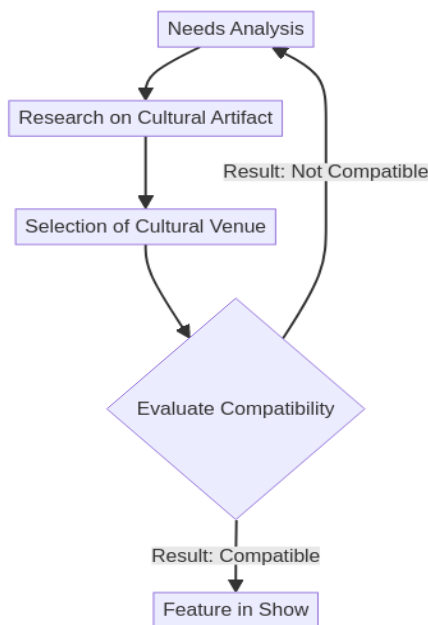 Needs Analysis
Research on Cultural Artifact
Result: Not Compatible
Selection of Cultural Venue
Evaluate Compatibility
Result: Compatible
Feature in Show